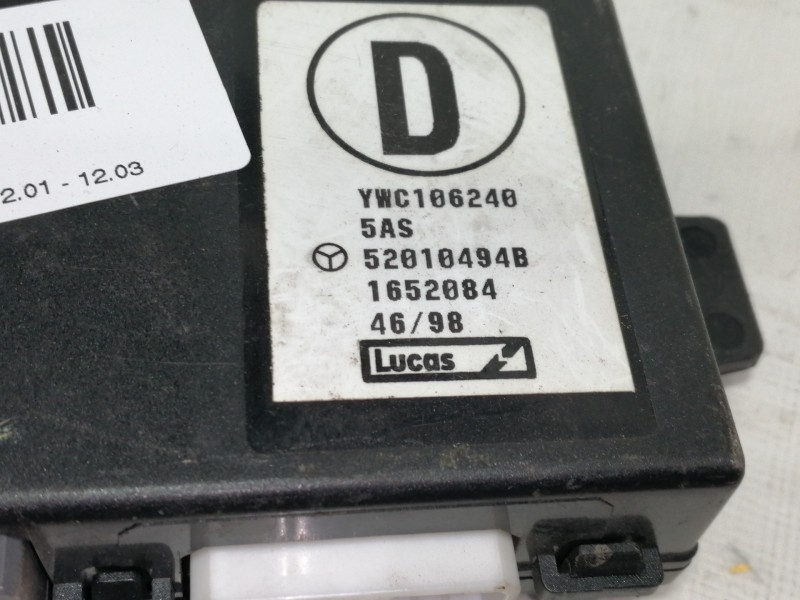 2.01 - 12.03
D
YWC106240
5AS
52010494B
1652084
46/98
Lucas